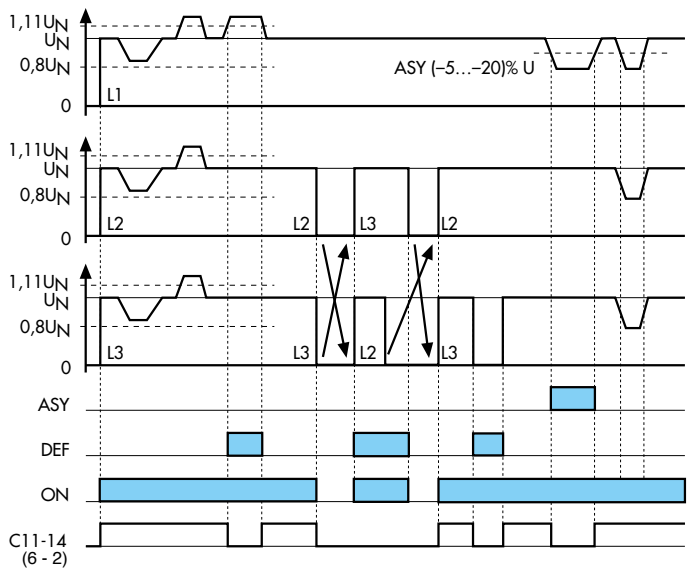 1,11UN
UN
0,8UN
ASY (–5...–20)% U
0
L1
1,11UN
UN
0,8UN
0
L2
L2
L3
L2
1,11UN
UN
0,8UN
0
L3
L3
L2
L3
ASY
DEF
ON
C11-14
(6 - 2)